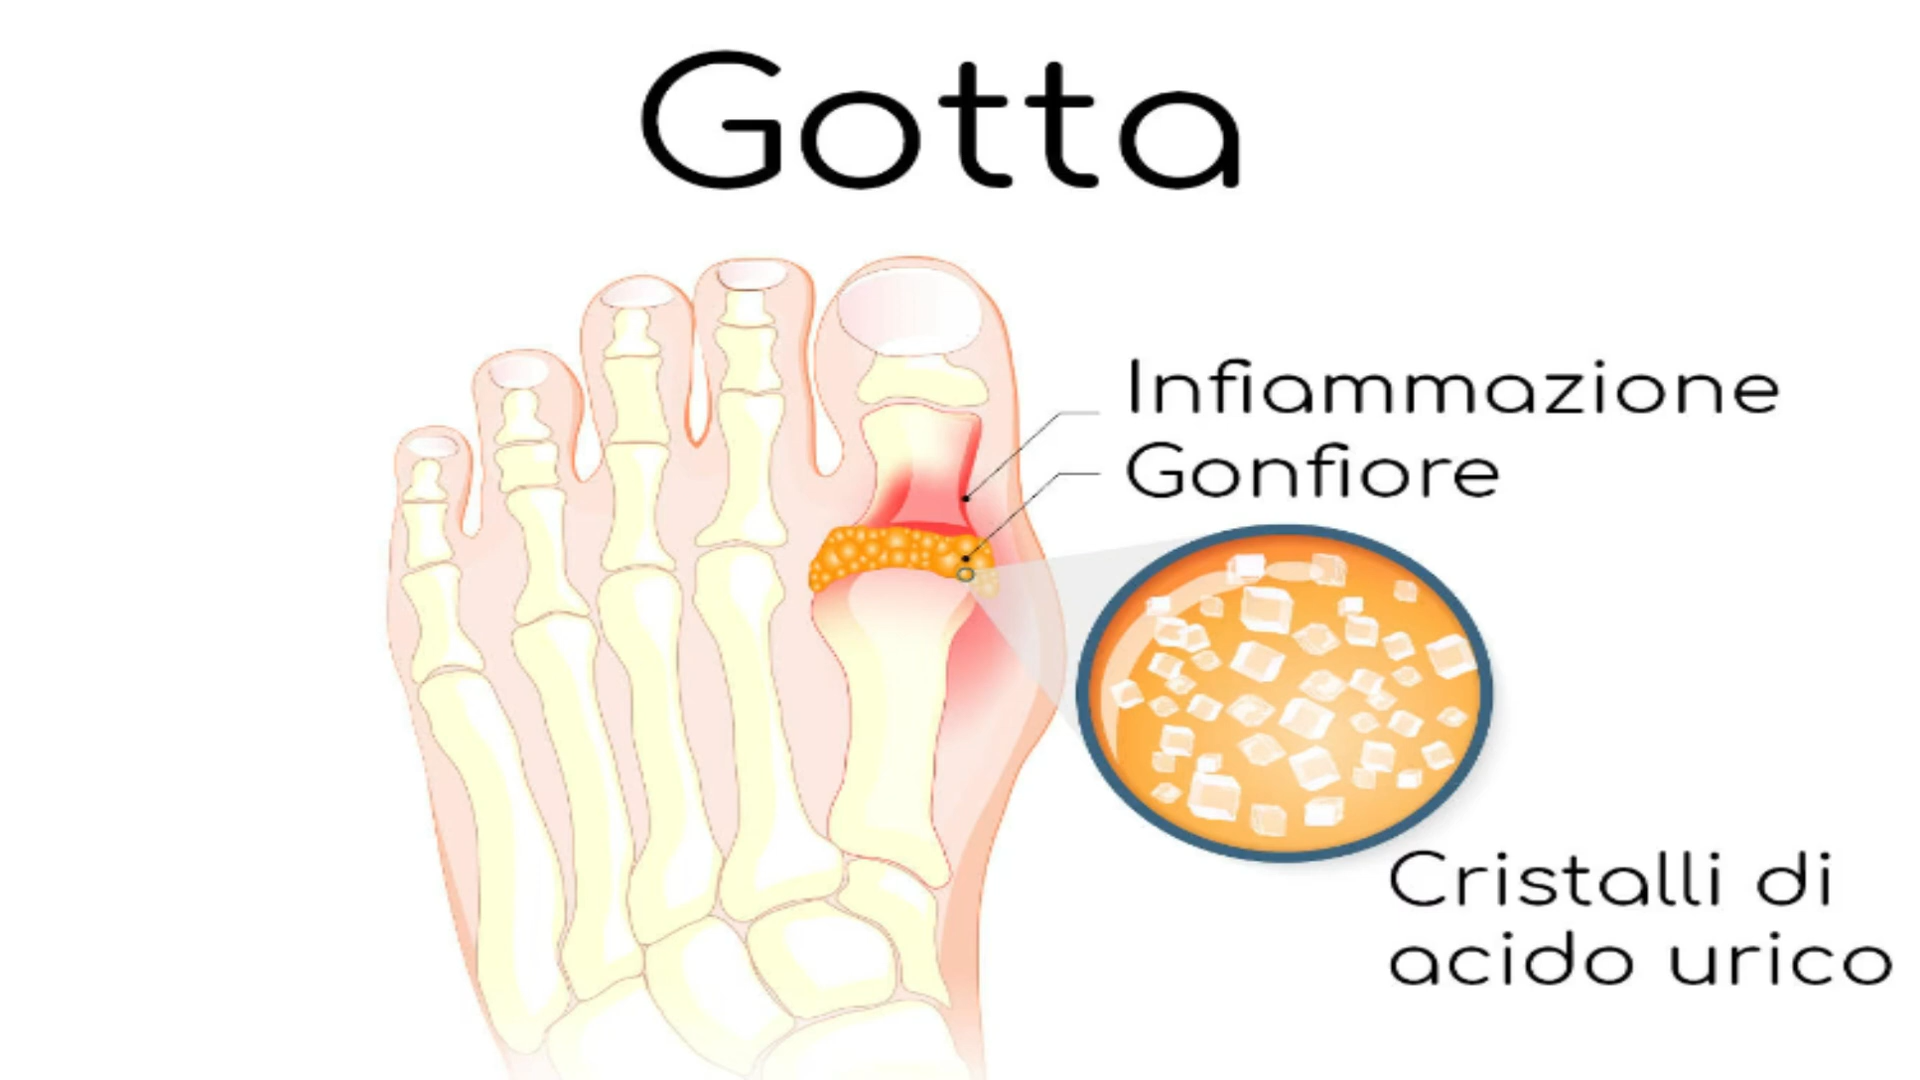 Gotta
Infiammazione
Gonfiore
Cristalli di
acido urico